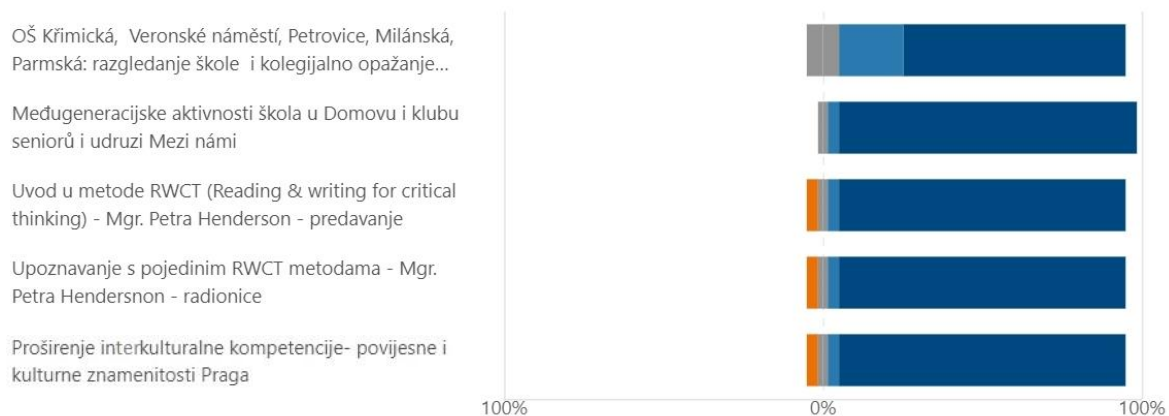 OŠ Křimická,  Veronské náměstí, Petrovice, Milánská,
Parmská: razgledanje škole  i kolegijalno opažanje...
Međugeneracijske aktivnosti škola u Domovu i klubu
seniorů i udruzi Mezi námi
Uvod u metode RWCT (Reading & writing for critical
thinking) - Mgr. Petra Henderson - predavanje
Upoznavanje s pojedinim RWCT metodama - Mgr.
Petra Hendersnon - radionice
Proširenje interkulturalne kompetencije- povijesne i
kulturne znamenitosti Praga
100% 0% 100%